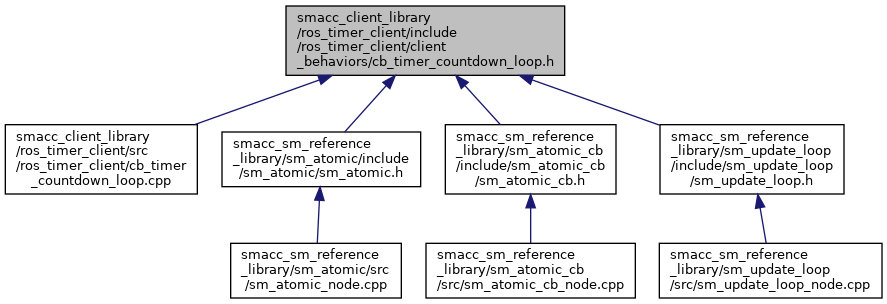 smacc_client_library
/ros_timer_client/include
/ros_timer_client/client
_behaviors/cb_timer_countdown_loop.h
smacc_client_library
/ros_timer_client/src
/ros_timer_client/cb_timer
_countdown_loop.cpp
smacc_sm_reference
_library/sm_atomic/include
/sm_atomic/sm_atomic.h
smacc_sm_reference
_library/sm_atomic_cb
/include/sm_atomic_cb
/sm_atomic_cb.h
smacc_sm_reference
_library/sm_update_loop
/include/sm_update_loop
/sm_update_loop.h
smacc_sm_reference
_library/sm_atomic/src
/sm_atomic_node.cpp
smacc_sm_reference
_library/sm_atomic_cb
/src/sm_atomic_cb_node.cpp
smacc_sm_reference
_library/sm_update_loop
/src/sm_update_loop_node.cpp